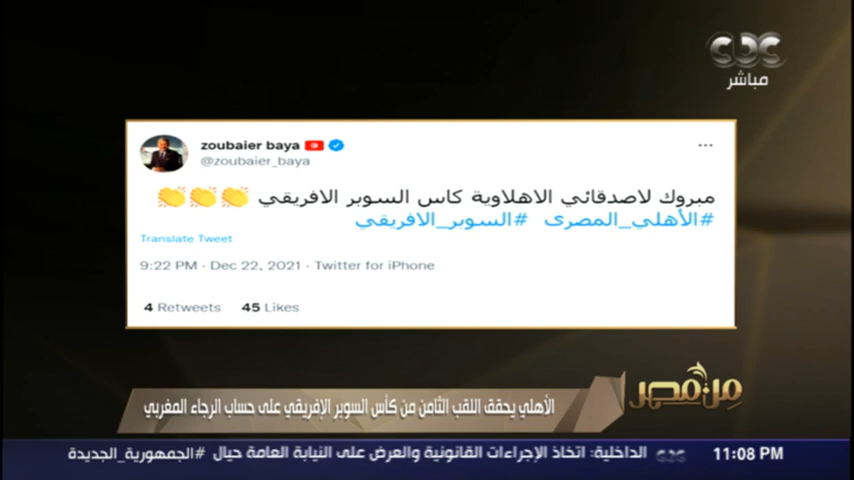 cbc
مباشر
zoubaier baya
@zoubaier_baya
مبروك لاصدقائي الاهلاوية كاس السوبر الافريقي 👏👏👏
#الأهلي_المصرى #السوبر_الافريقي
Translate Tweet
9:22 PM · Dec 22, 2021 · Twitter for iPhone
4 Retweets 45 Likes
من مصر
الأهلي يحقق اللقب الثامن من كأس السوبر الإفريقي على حساب الرجاء المغربي
11:08 PM cbc الداخلية: اتخاذ الإجراءات القانونية والعرض على النيابة العامة حيال #الجمهورية_الجديدة